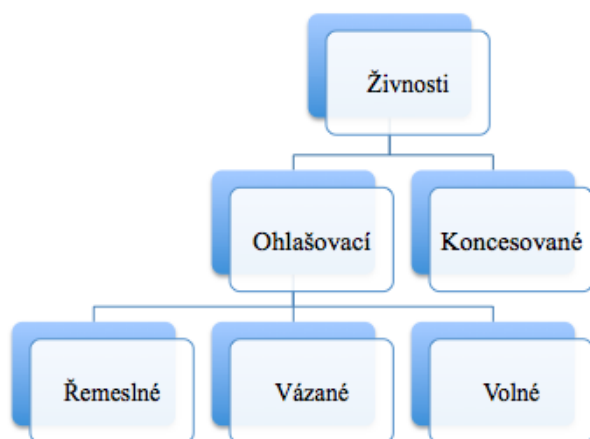 Živnosti
Ohlašovací
Koncesované
Řemeslné
Vázané
Volné